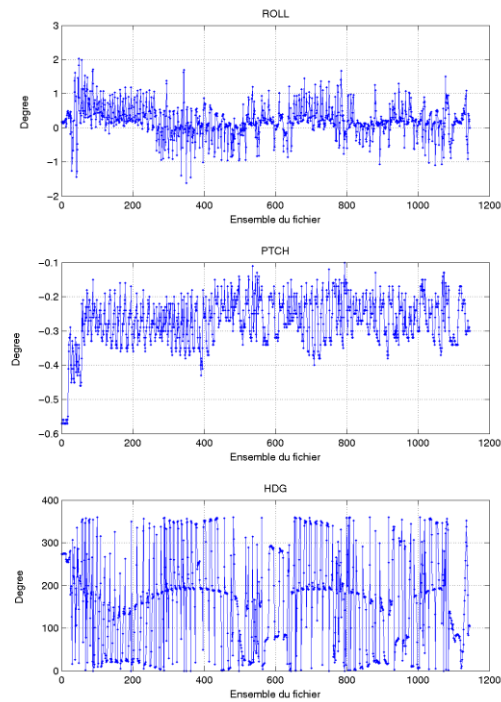 ROLL
3
2
1
0
−1
−2
Degree
0 200 400 600 800 1000 1200
Ensemble du fichier
PTCH
−0.1
−0.2
−0.3
−0.4
−0.5
−0.6
Degree
0 200 400 600 800 1000 1200
Ensemble du fichier
HDG
400
300
200
100
0
Degree
0 200 400 600 800 1000 1200
Ensemble du fichier